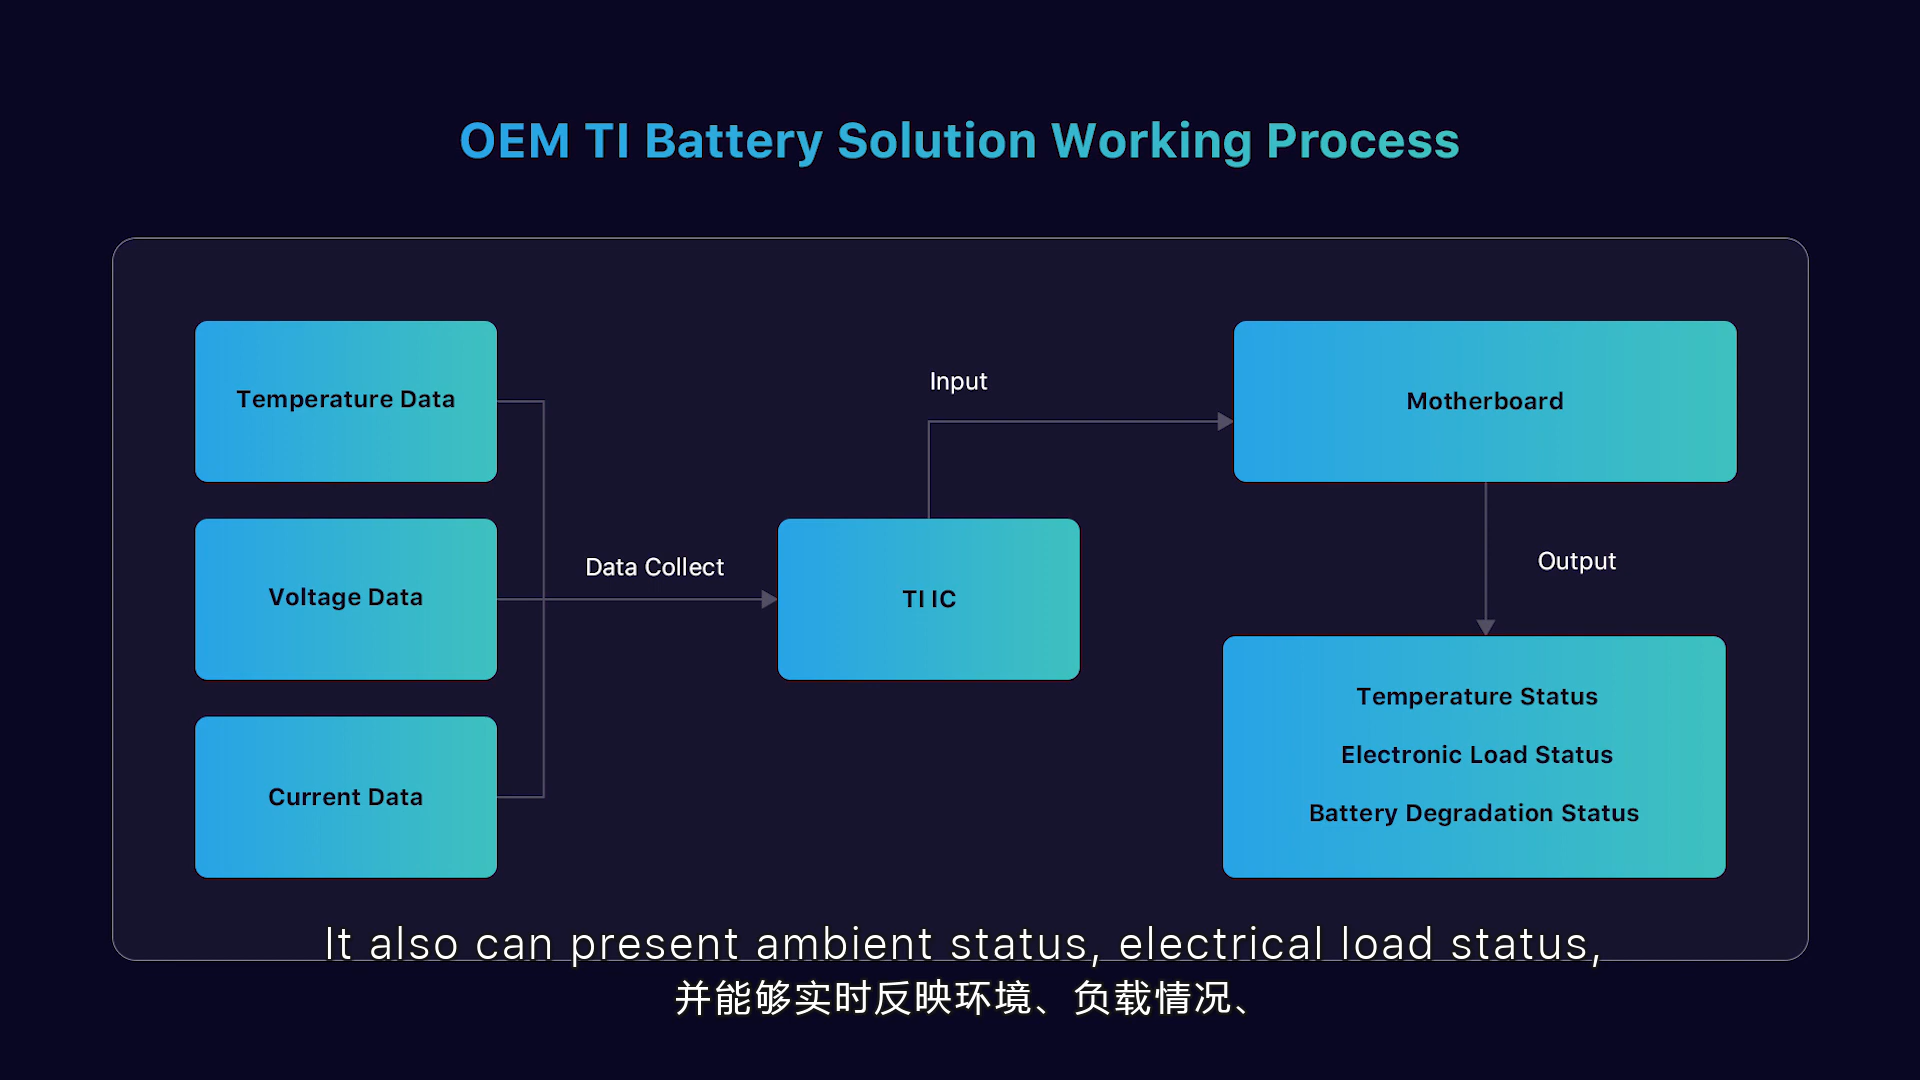 OEM TI Battery Solution Working Process
Temperature Data
Voltage Data
Current Data
Data Collect
TI IC
Input
Motherboard
Output
Temperature Status
Electronic Load Status
Battery Degradation Status
It also can present ambient status, electrical load status,
并能够实时反映环境、负载情况、